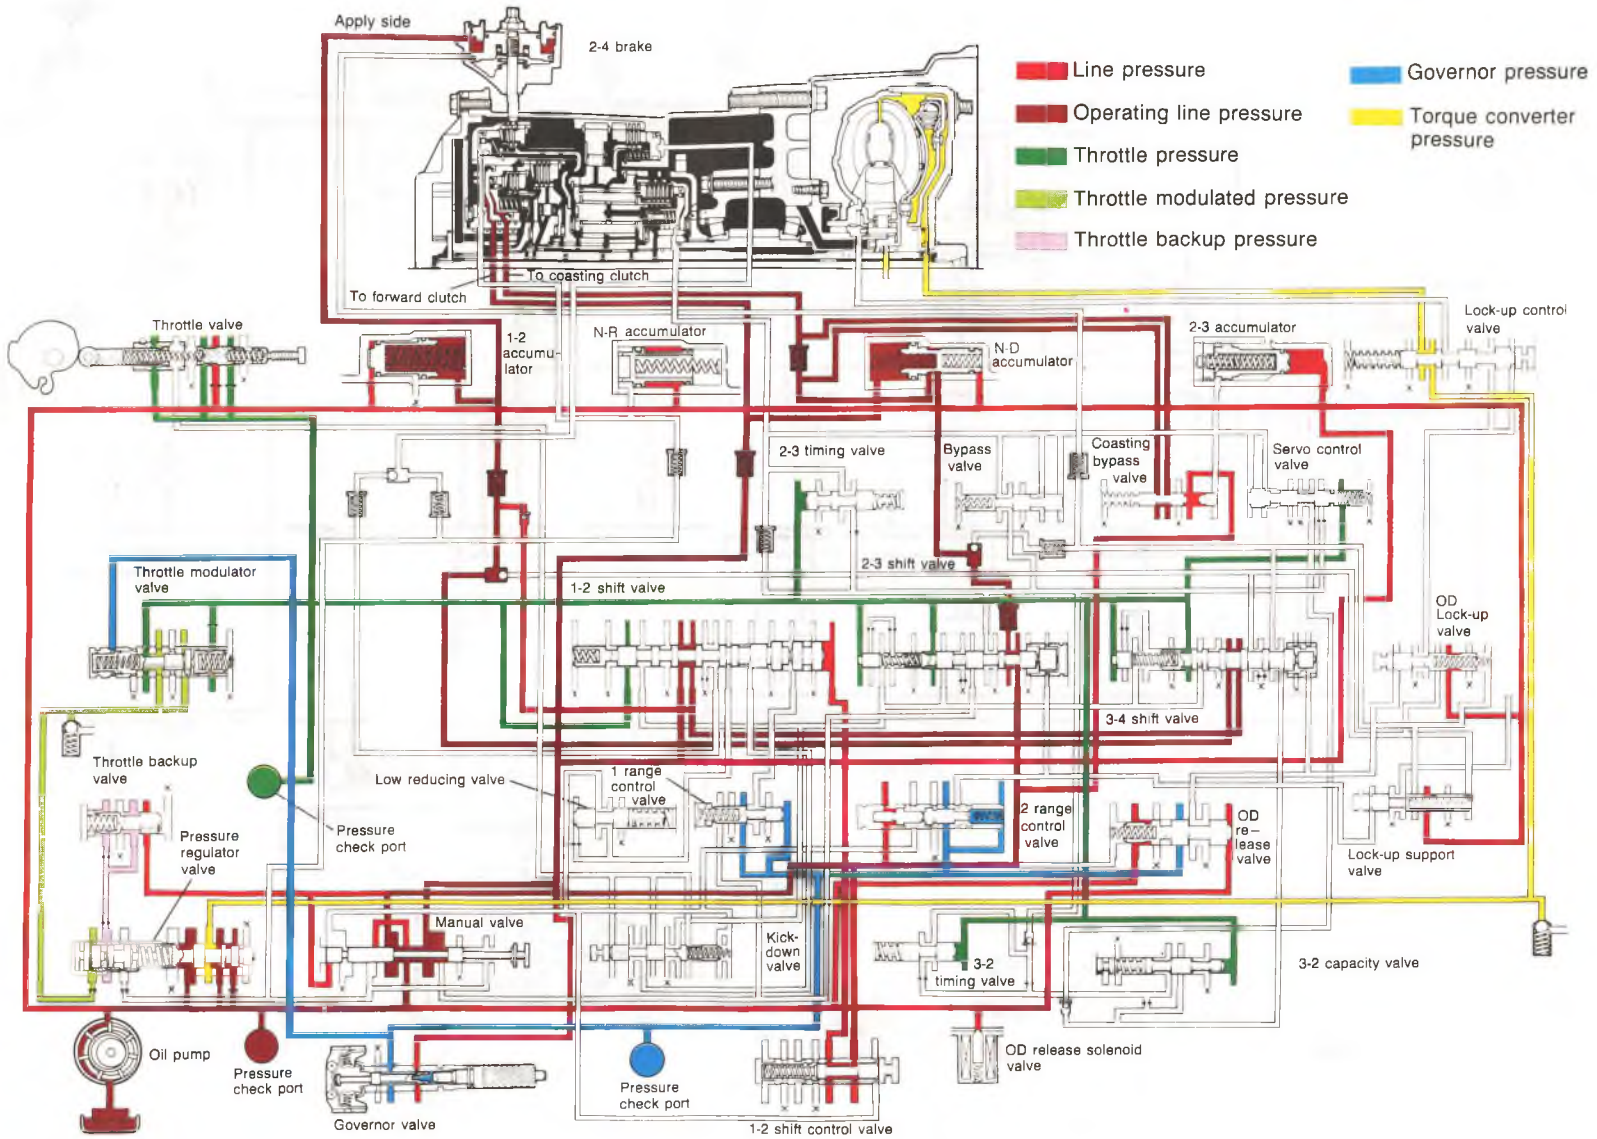 Apply side
2-4 brake
Line pressure
Operating line pressure
Throttle pressure
Throttle modulated pressure
Throttle backup pressure
Governor pressure
Torque converter
pressure
To coasting clutch
To forward clutch
Throttle valve
1-2
accumu-
lator
N-R accumulator
N-D
accumulator
2-3 accumulator
Lock-up control
valve
2-3 timing valve
Bypass
valve
Coasting
bypass
valve
Servo control
valve
Throttle modulator
valve
1-2 shift valve
2-3 shift valve
OD
Lock-up
valve
3-4 shift valve
Throttle backup
valve
Low reducing valve
1 range
control
valve
2 range
control
valve
OD
re-
lease
valve
Lock-up support
valve
Pressure
check port
Pressure
regulator
valve
Manual valve
Kick-
down
valve
3-2
timing valve
3-2 capacity valve
Oil pump
Pressure
check port
Governor valve
Pressure
check port
1-2 shift control valve
OD release solenoid
valve